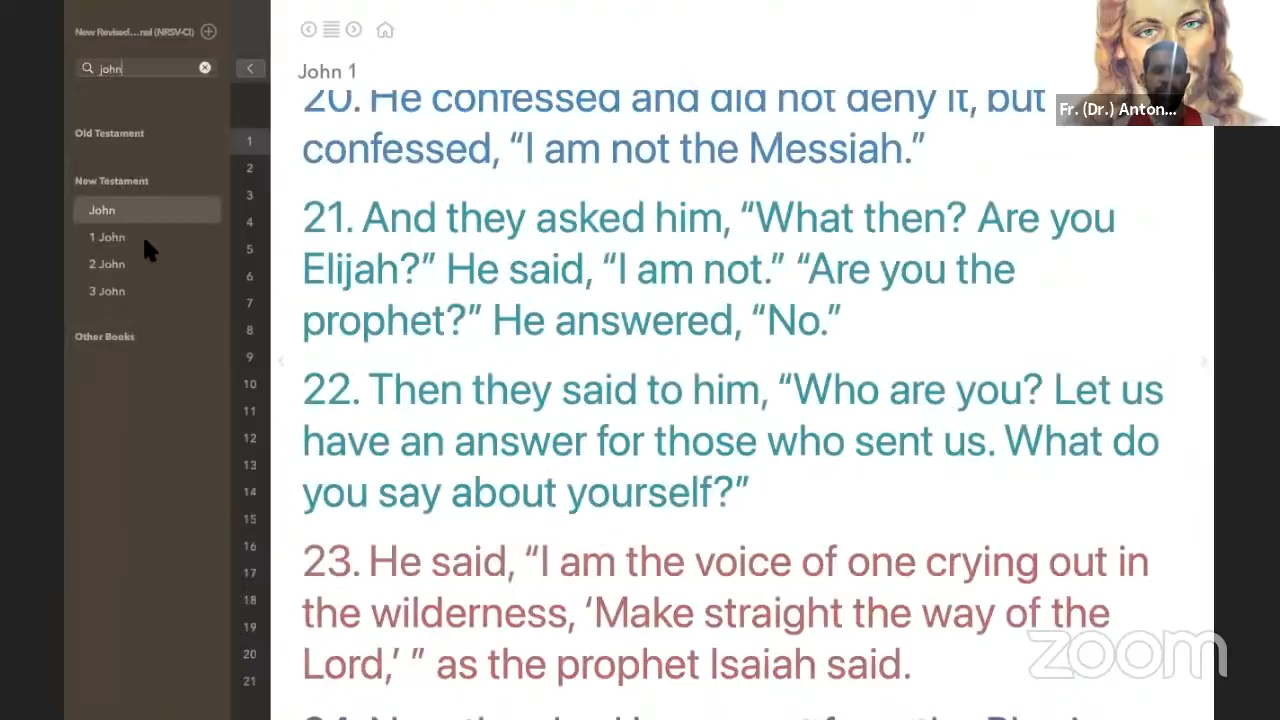 New Revised...nal (NRSV-CI)
john
Old Testament
New Testament
John
1 John
2 John
3 John
Other Books
1
2
3
4
5
6
7
8
9
10
11
12
13
14
15
16
17
18
19
20
21
John 1
20. He confessed and did not deny it, but
confessed, “I am not the Messiah.”
21. And they asked him, “What then? Are you
Elijah?” He said, “I am not.” “Are you the
prophet?” He answered, “No.”
22. Then they said to him, “Who are you? Let us
have an answer for those who sent us. What do
you say about yourself?”
23. He said, “I am the voice of one crying out in
the wilderness, ‘Make straight the way of the
Lord,’ ” as the prophet Isaiah said.
Fr. (Dr.) Anton...
zoom